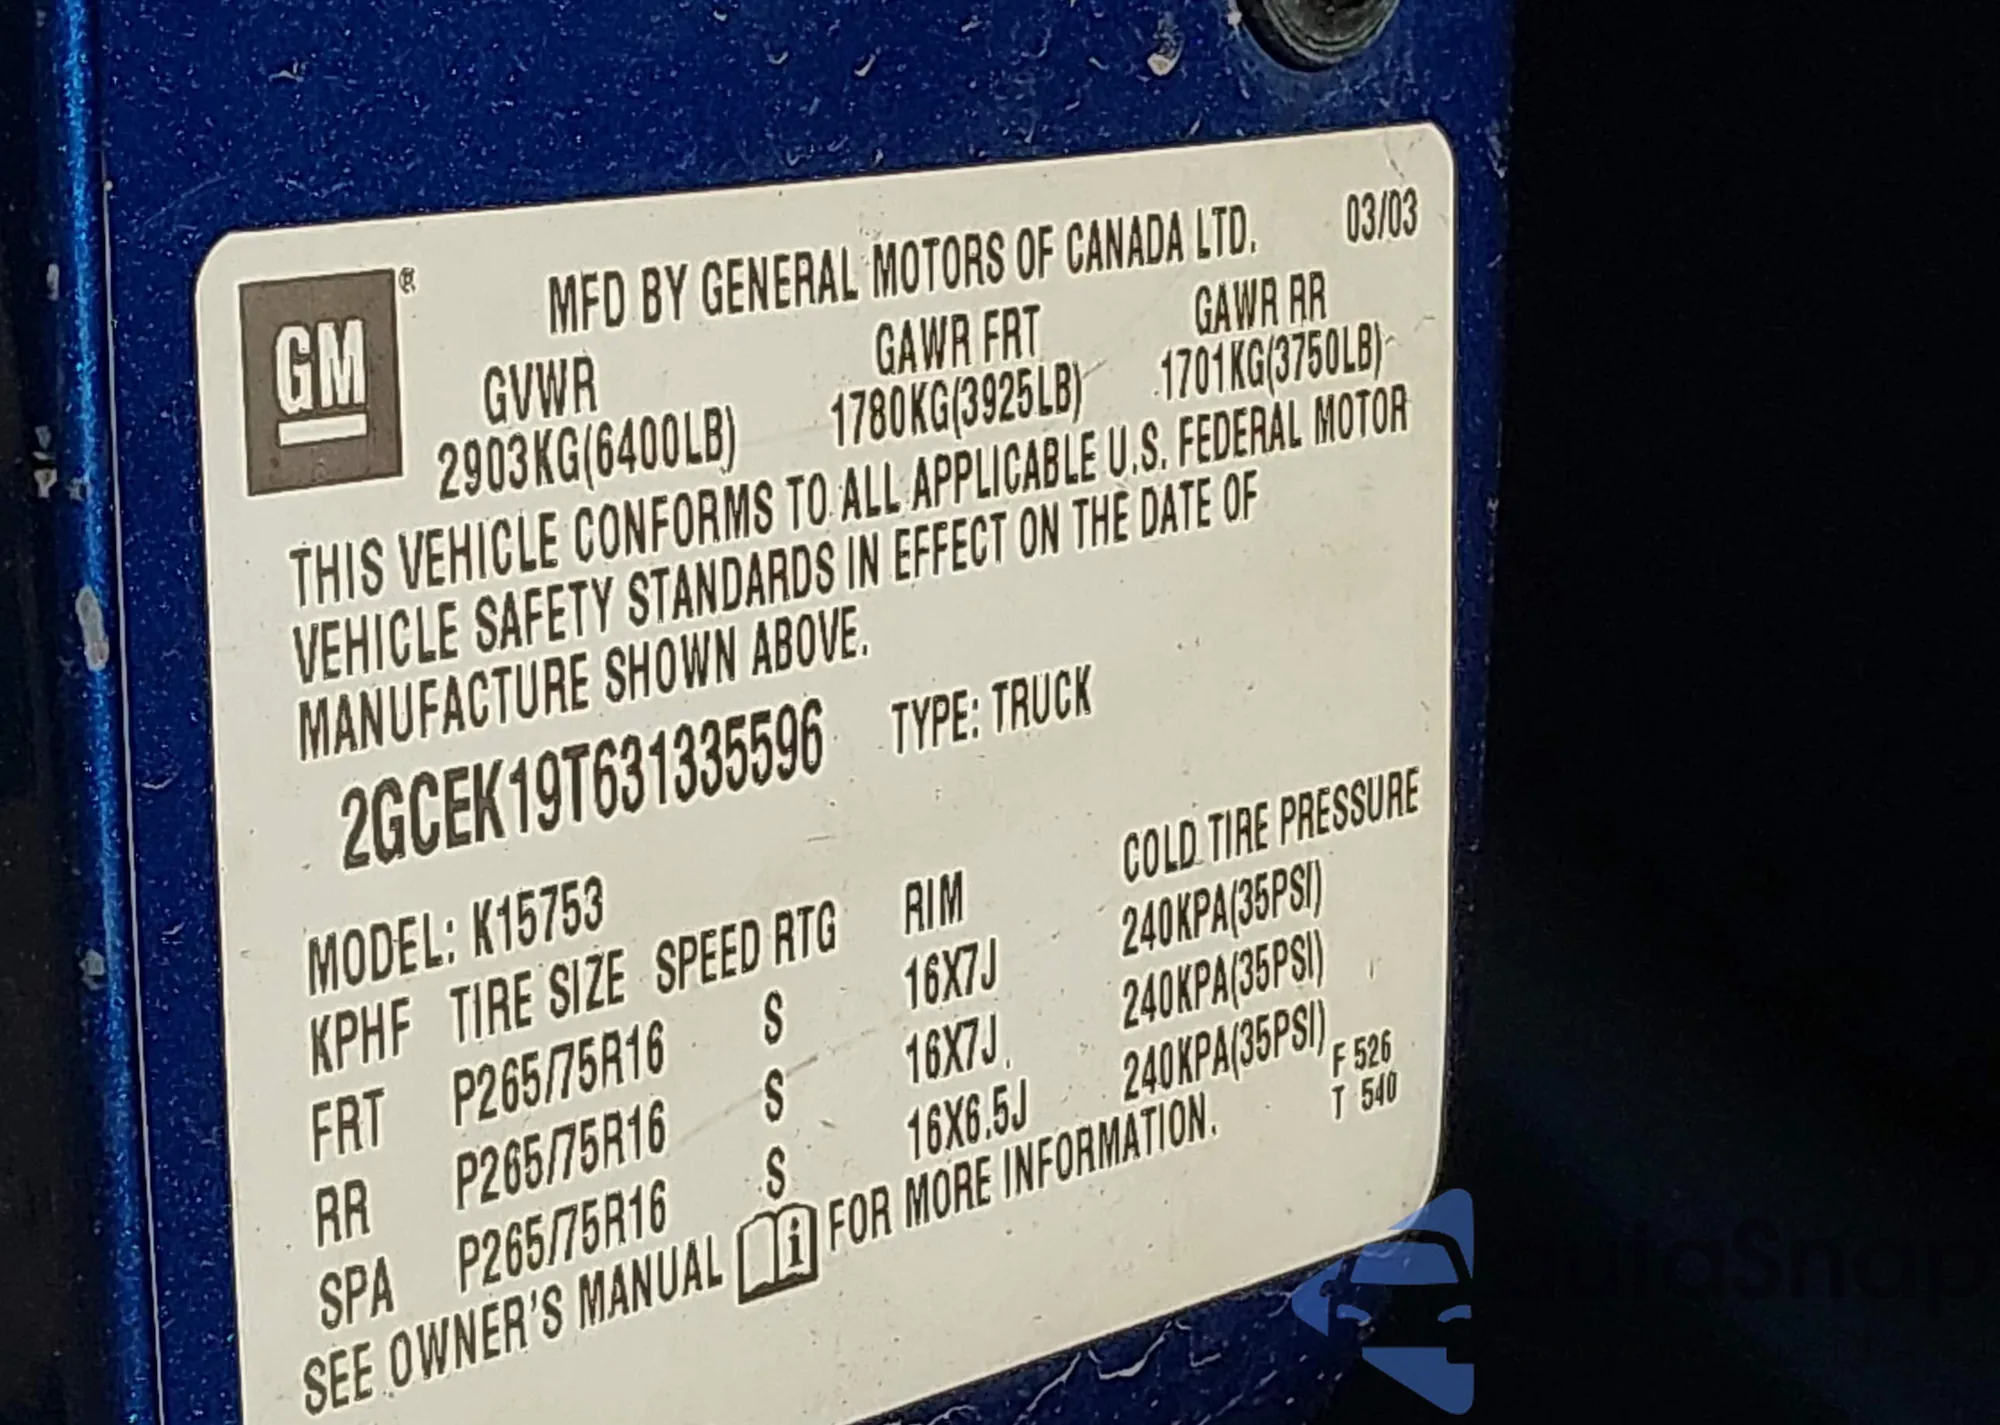 GM®
MFD BY GENERAL MOTORS OF CANADA LTD. 03/03
GVWR GAWR FRT GAWR RR
2903KG(6400LB) 1780KG(3925LB) 1701KG(3750LB)
THIS VEHICLE CONFORMS TO ALL APPLICABLE U.S. FEDERAL MOTOR
VEHICLE SAFETY STANDARDS IN EFFECT ON THE DATE OF
MANUFACTURE SHOWN ABOVE.
2GCEK19T631335596 TYPE: TRUCK
MODEL: K15753
KPHF TIRE SIZE SPEED RTG RIM COLD TIRE PRESSURE
FRT P265/75R16 S 16X7J 240KPA(35PSI)
RR P265/75R16 S 16X7J 240KPA(35PSI)
SPA P265/75R16 S 16X6.5J 240KPA(35PSI)
F 526
T 540
SEE OWNER'S MANUAL i FOR MORE INFORMATION.